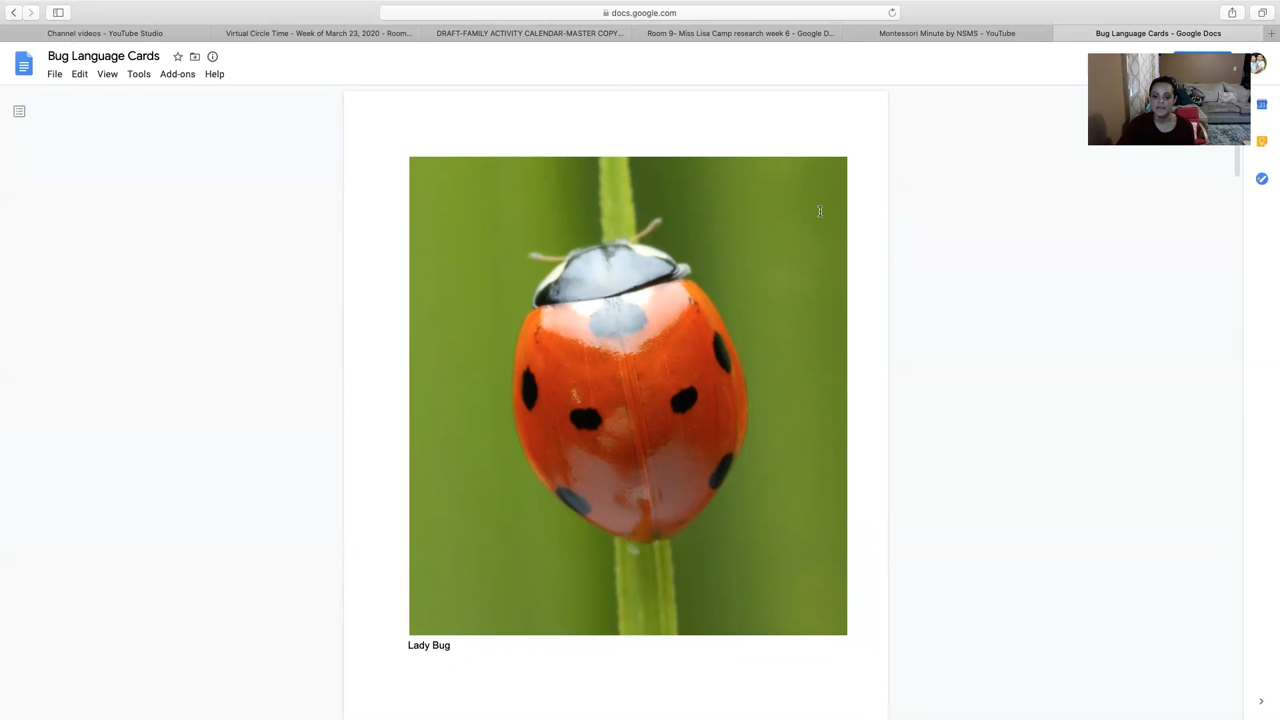 docs.google.com
Channel videos - YouTube Studio
Virtual Circle Time - Week of March 23, 2020 - Room...
DRAFT-FAMILY ACTIVITY CALENDAR-MASTER COPY...
Room 9- Miss Lisa Camp research week 6 - Google D...
Montessori Minute by NSMS - YouTube
Bug Language Cards - Google Docs
Bug Language Cards
File Edit View Tools Add-ons Help
Lady Bug